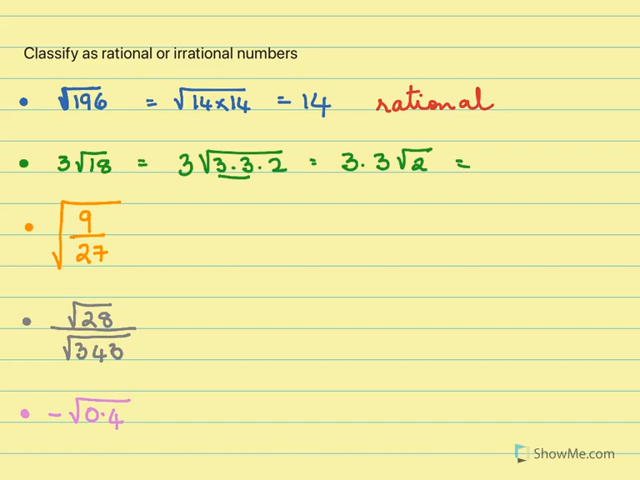 Classify as rational or irrational numbers
• √196 = √14×14 = 14 rational
• 3√18 = 3√3·3·2 = 3·3√2 =
• √9/27
• √28/√343
• -√0.4
ShowMe.com